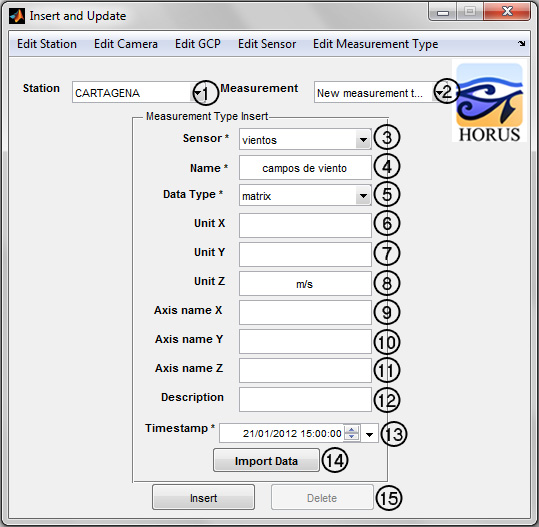 Insert and Update
Edit Station Edit Camera Edit GCP Edit Sensor Edit Measurement Type
Station CARTAGENA 1 Measurement New measurement t... 2
HORUS
Measurement Type Insert
Sensor * vientos 3
Name * campos de viento 4
Data Type * matrix 5
Unit X 6
Unit Y 7
Unit Z m/s 8
Axis name X 9
Axis name Y 10
Axis name Z 11
Description 12
Timestamp * 21/01/2012 15:00:00 13
Import Data 14
Insert Delete 15